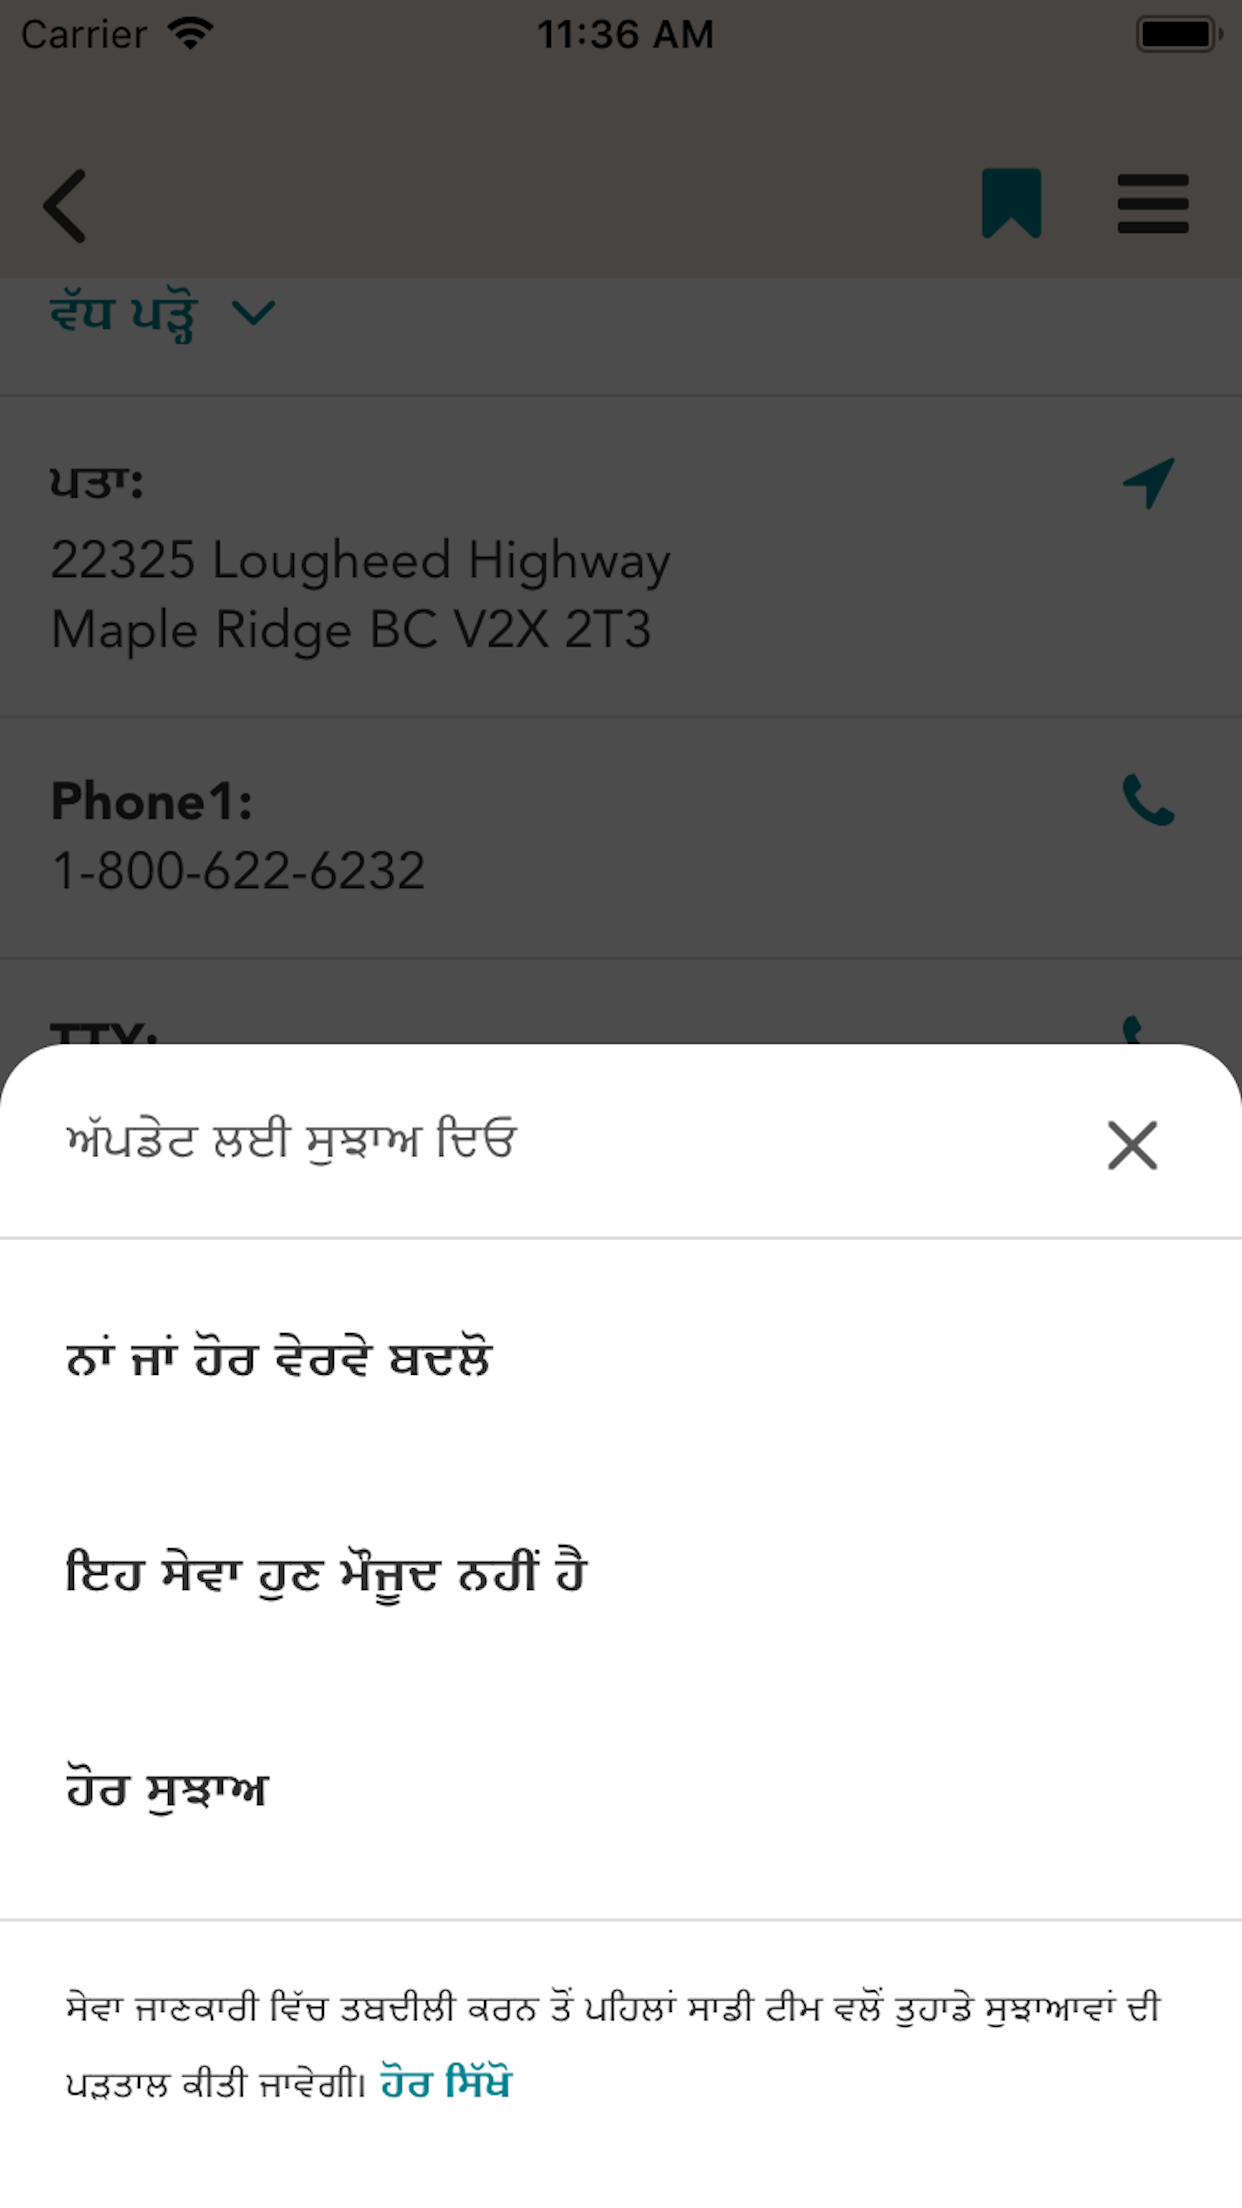 Carrier 11:36 AM
ਵੱਧ ਪੜ੍ਹੋ
ਪਤਾ:
22325 Lougheed Highway
Maple Ridge BC V2X 2T3
Phone1:
1-800-622-6232
TTY:
ਅੱਪਡੇਟ ਲਈ ਸੁਝਾਅ ਦਿਓ
ਨਾਂ ਜਾਂ ਹੋਰ ਵੇਰਵੇ ਬਦਲੋ
ਇਹ ਸੇਵਾ ਹੁਣ ਮੌਜੂਦ ਨਹੀਂ ਹੈ
ਹੋਰ ਸੁਝਾਅ
ਸੇਵਾ ਜਾਣਕਾਰੀ ਵਿੱਚ ਤਬਦੀਲੀ ਕਰਨ ਤੋਂ ਪਹਿਲਾਂ ਸਾਡੀ ਟੀਮ ਵਲੋਂ ਤੁਹਾਡੇ ਸੁਝਾਆਵਾਂ ਦੀ
ਪੜਤਾਲ ਕੀਤੀ ਜਾਵੇਗੀ। ਹੋਰ ਸਿੱਖੋ